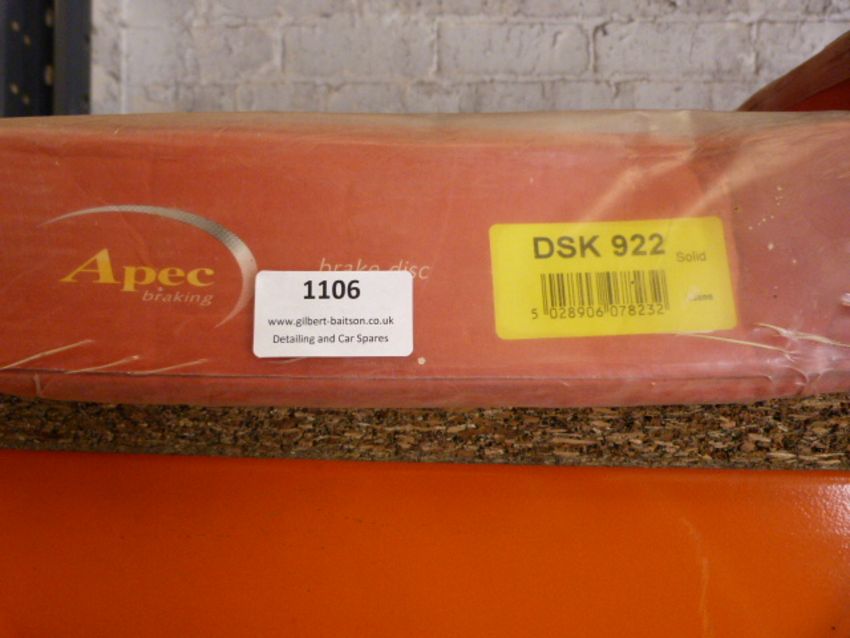 Apec
braking
brake disc
1106
www.gilbert-baitson.co.uk
Detailing and Car Spares
DSK 922 Solid
5 028906 078232